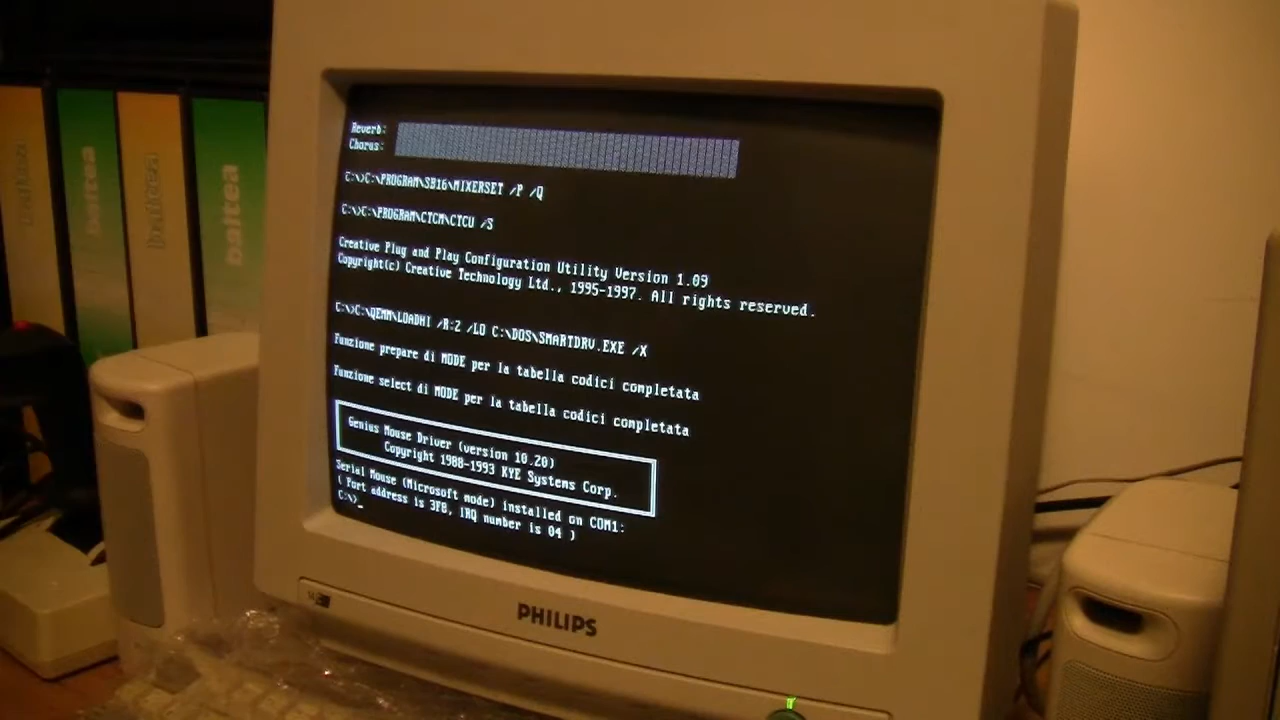 Reverb:
Chorus:
C:\>C:\PROGRAM\SB16\MIXERSET /P /Q
C:\>C:\PROGRAM\CTCM\CTCU /S
Creative Plug and Play Configuration Utility Version 1.09
Copyright(c) Creative Technology Ltd., 1995-1997. All rights reserved.
C:\>C:\QEMM\LOADHI /R:2 /LO C:\DOS\SMARTDRV.EXE /X
Funzione prepare di MODE per la tabella codici completata
Funzione select di MODE per la tabella codici completata
Genius Mouse Driver (version 10.20)
Copyright 1988-1993 KYE Systems Corp.
Serial Mouse (Microsoft mode) installed on COM1:
( Port address is 3F8, IRQ number is 04 )
C:\>_
PHILIPS
baltea
baltea
baltea